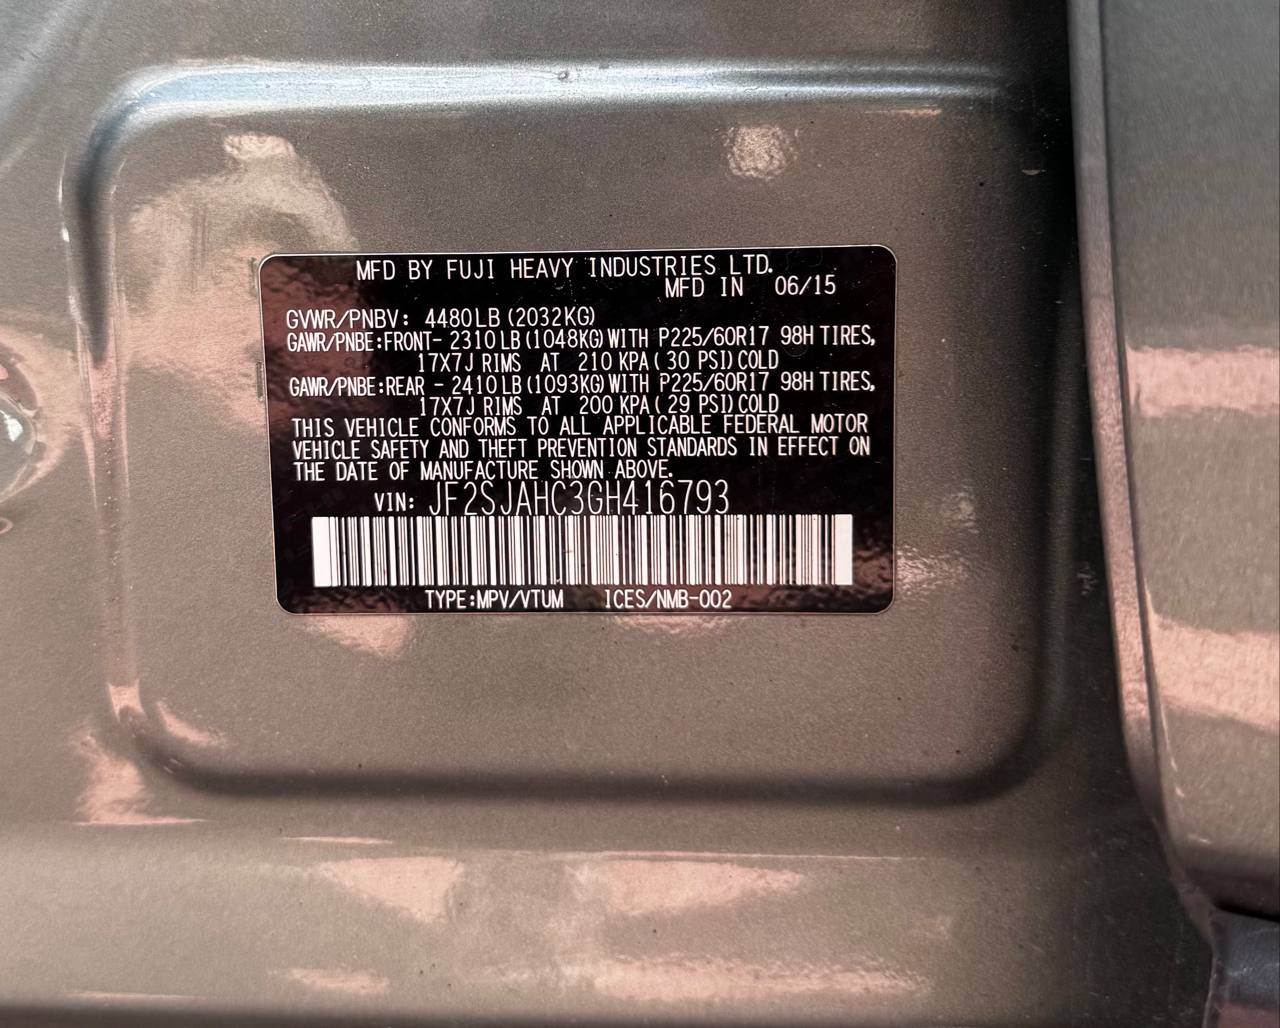 MFD BY FUJI HEAVY INDUSTRIES LTD.
MFD IN 06/15
GVWR/PNBV: 4480LB (2032KG)
GAWR/PNBE:FRONT- 2310 LB (1048KG) WITH P225/60R17 98H TIRES,
17X7J RIMS AT 210 KPA ( 30 PSI) COLD
GAWR/PNBE:REAR - 2410 LB (1093KG) WITH P225/60R17 98H TIRES,
17X7J RIMS AT 200 KPA ( 29 PSI) COLD
THIS VEHICLE CONFORMS TO ALL APPLICABLE FEDERAL MOTOR
VEHICLE SAFETY AND THEFT PREVENTION STANDARDS IN EFFECT ON
THE DATE OF MANUFACTURE SHOWN ABOVE.
VIN: JF2SJAHC3GH416793
TYPE:MPV/VTUM ICES/NMB-002